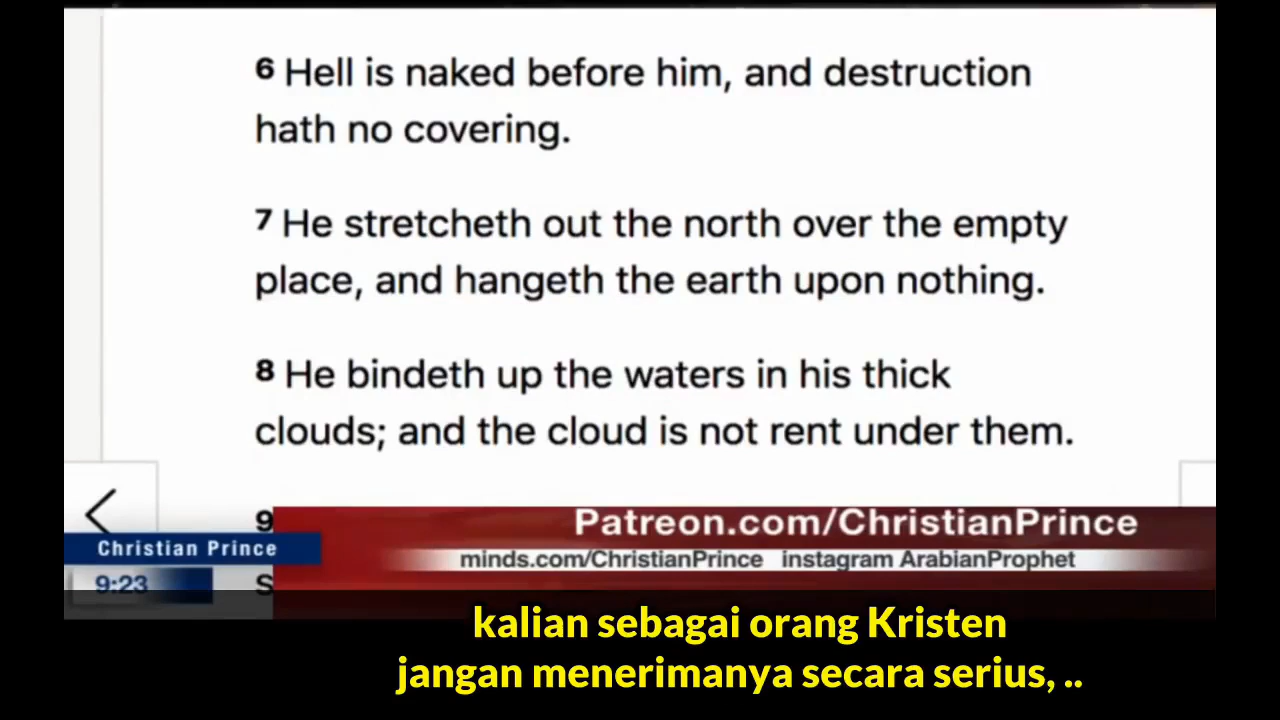 6 Hell is naked before him, and destruction
hath no covering.
7 He stretcheth out the north over the empty
place, and hangeth the earth upon nothing.
8 He bindeth up the waters in his thick
clouds; and the cloud is not rent under them.
9
Patreon.com/ChristianPrince
Christian Prince
minds.com/ChristianPrince instagram ArabianProphet
9:23
S
kalian sebagai orang Kristen
jangan menerimanya secara serius, ..